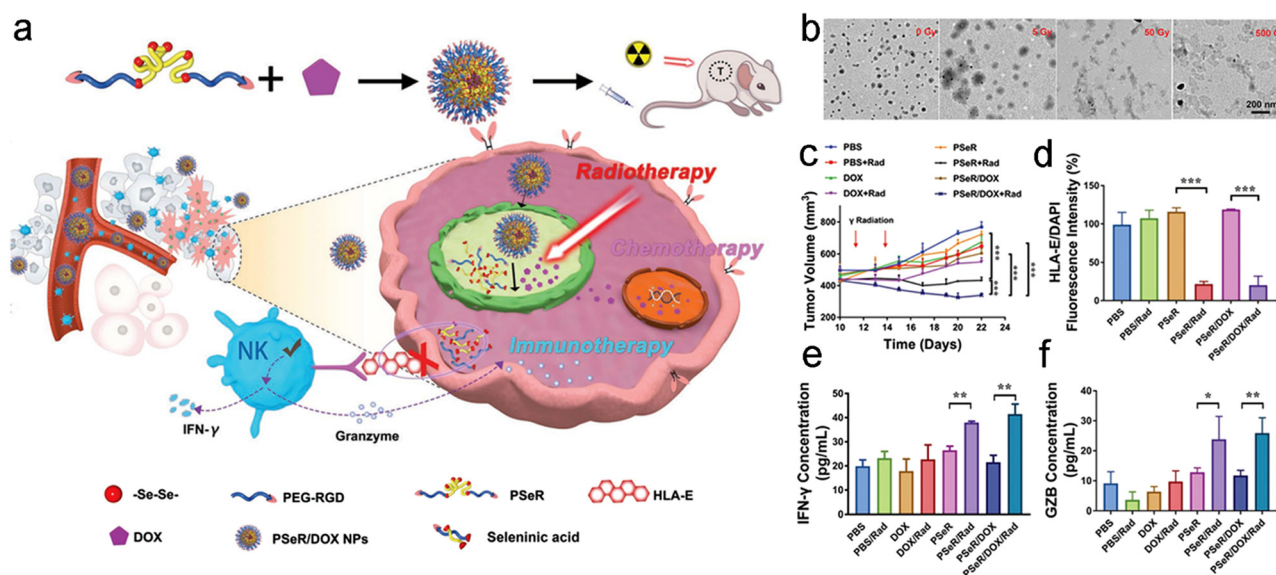 a
T
Radiotherapy
Chemotherapy
Immunotherapy
NK
IFN-γ
Granzyme
-Se-Se-
PEG-RGD
PSeR
HLA-E
DOX
PSeR/DOX NPs
Seleninic acid
b
0 Gy
5 Gy
50 Gy
500 G
200 nm
c
PBS
PBS+Rad
DOX
DOX+Rad
PSeR
PSeR+Rad
PSeR/DOX
PSeR/DOX+Rad
γ Radiation
Tumor Volume (mm³)
1000
800
600
400
200
10 12 14 16 18 20 22 24
Time (Days)
***
***
***
***
d
HLA-E/DAPI
Fluorescence Intensity (%)
150
100
50
0
***
***
PBS
PBS/Rad
PSeR
PSeR/Rad
PSeR/DOX
PSeR/DOX/Rad
e
IFN-γ Concentration
(pg/mL)
60
50
40
30
20
10
0
**
**
PBS
PBS/Rad
DOX
DOX/Rad
PSeR
PSeR/Rad
PSeR/DOX
PSeR/DOX/Rad
f
GZB Concentration
(pg/mL)
50
40
30
20
10
0
*
**
PBS
PBS/Rad
DOX
DOX/Rad
PSeR
PSeR/Rad
PSeR/DOX
PSeR/DOX/Rad